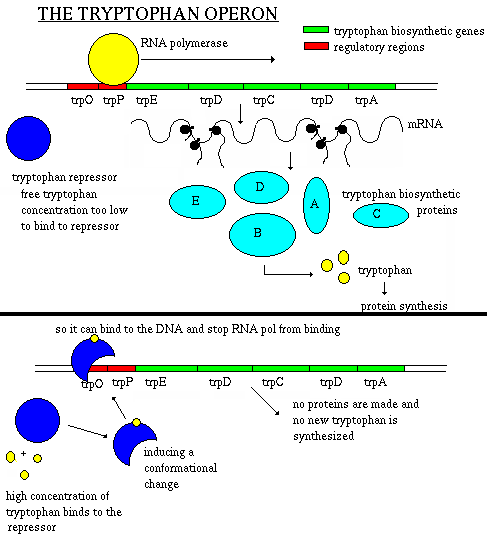 THE TRYPTOPHAN OPERON
tryptophan biosynthetic genes
regulatory regions
RNA polymerase
trpO trpP trpE trpD trpC trpD trpA
mRNA
tryptophan repressor
free tryptophan
concentration too low
to bind to repressor
E
D
A
B
C
tryptophan biosynthetic
proteins
tryptophan
protein synthesis
so it can bind to the DNA and stop RNA pol from binding
trpO trpP trpE trpD trpC trpD trpA
no proteins are made and
no new tryptophan is
synthesized
+
inducing a
conformational
change
high concentration of
tryptophan binds to the
repressor